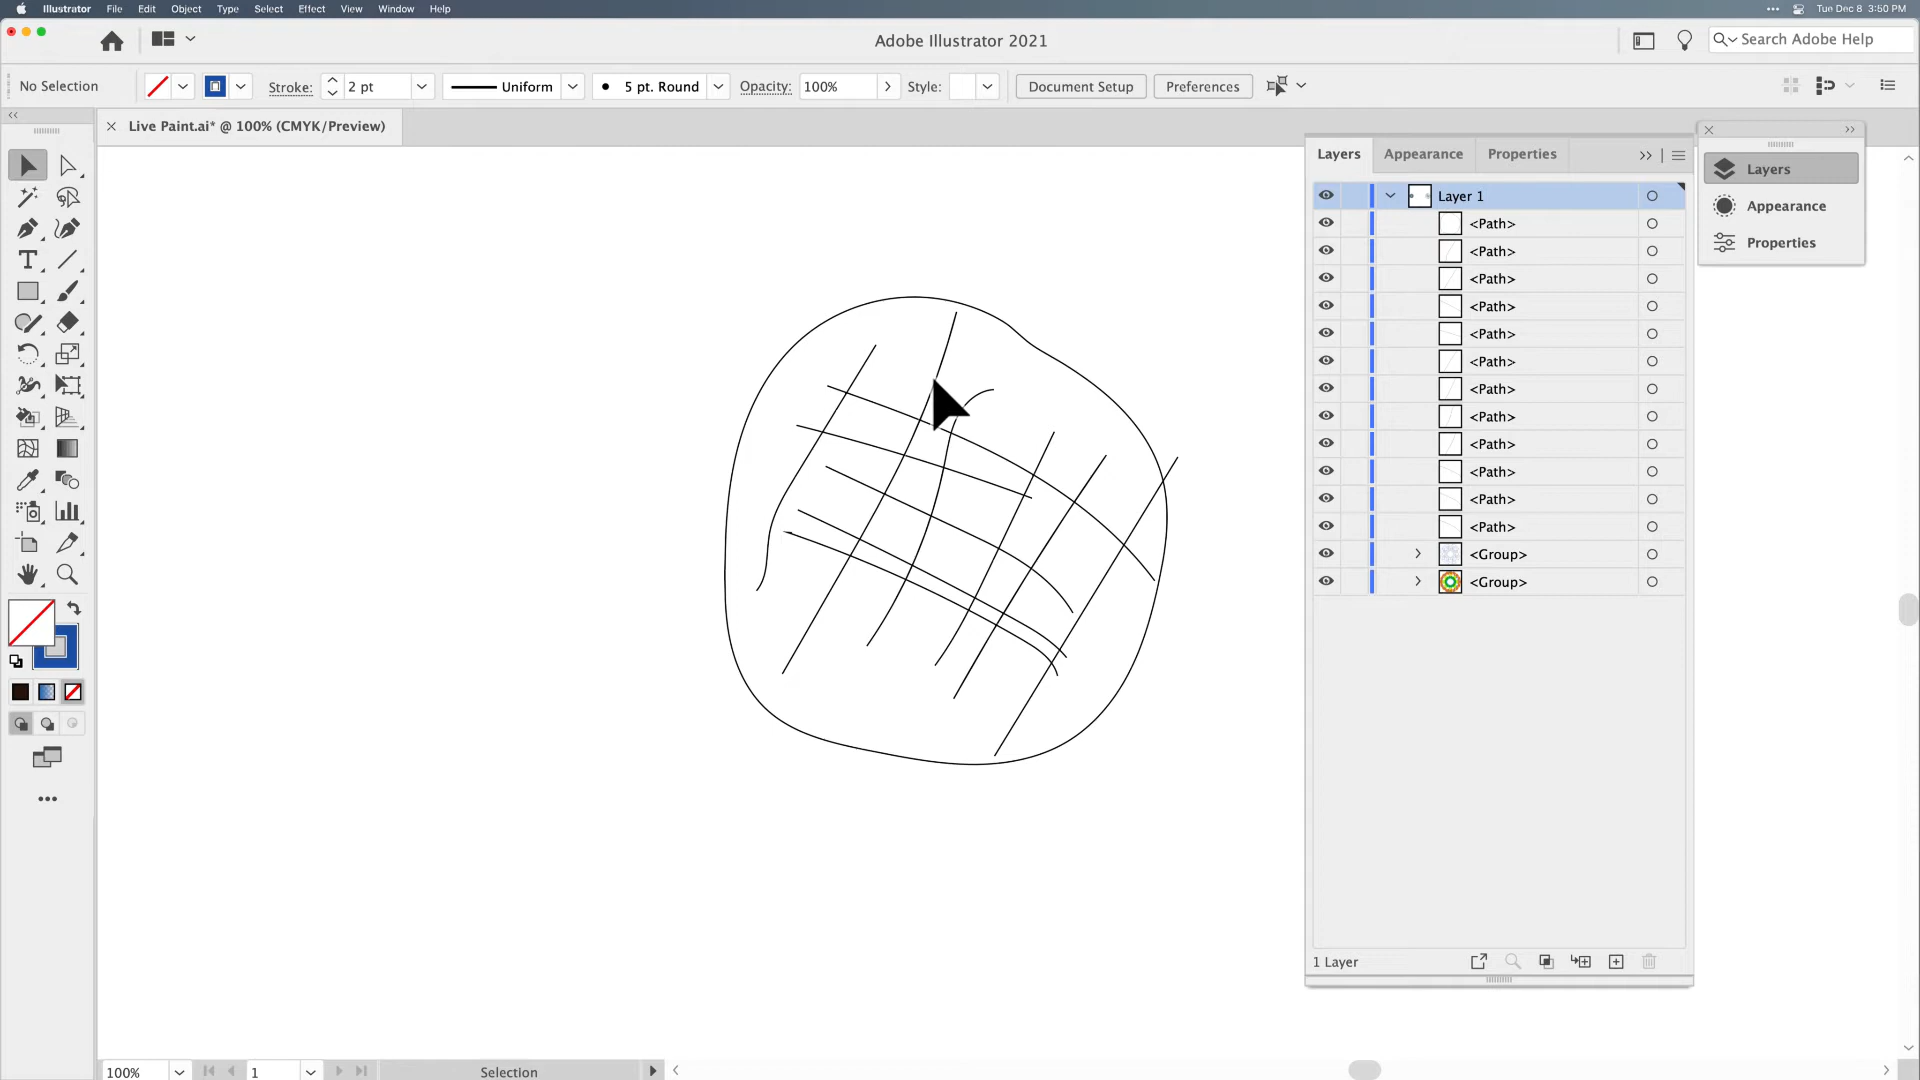 Illustrator File Edit Object Type Select Effect View Window Help
Tue Dec 8 3:50 PM
Adobe Illustrator 2021
Search Adobe Help
No Selection
Stroke: 2 pt
Uniform
5 pt. Round
Opacity: 100%
Style:
Document Setup
Preferences
Live Paint.ai* @ 100% (CMYK/Preview)
Layers Appearance Properties
Layer 1
<Path>
<Path>
<Path>
<Path>
<Path>
<Path>
<Path>
<Path>
<Path>
<Path>
<Path>
<Path>
<Group>
<Group>
1 Layer
Layers
Appearance
Properties
100%
1
Selection